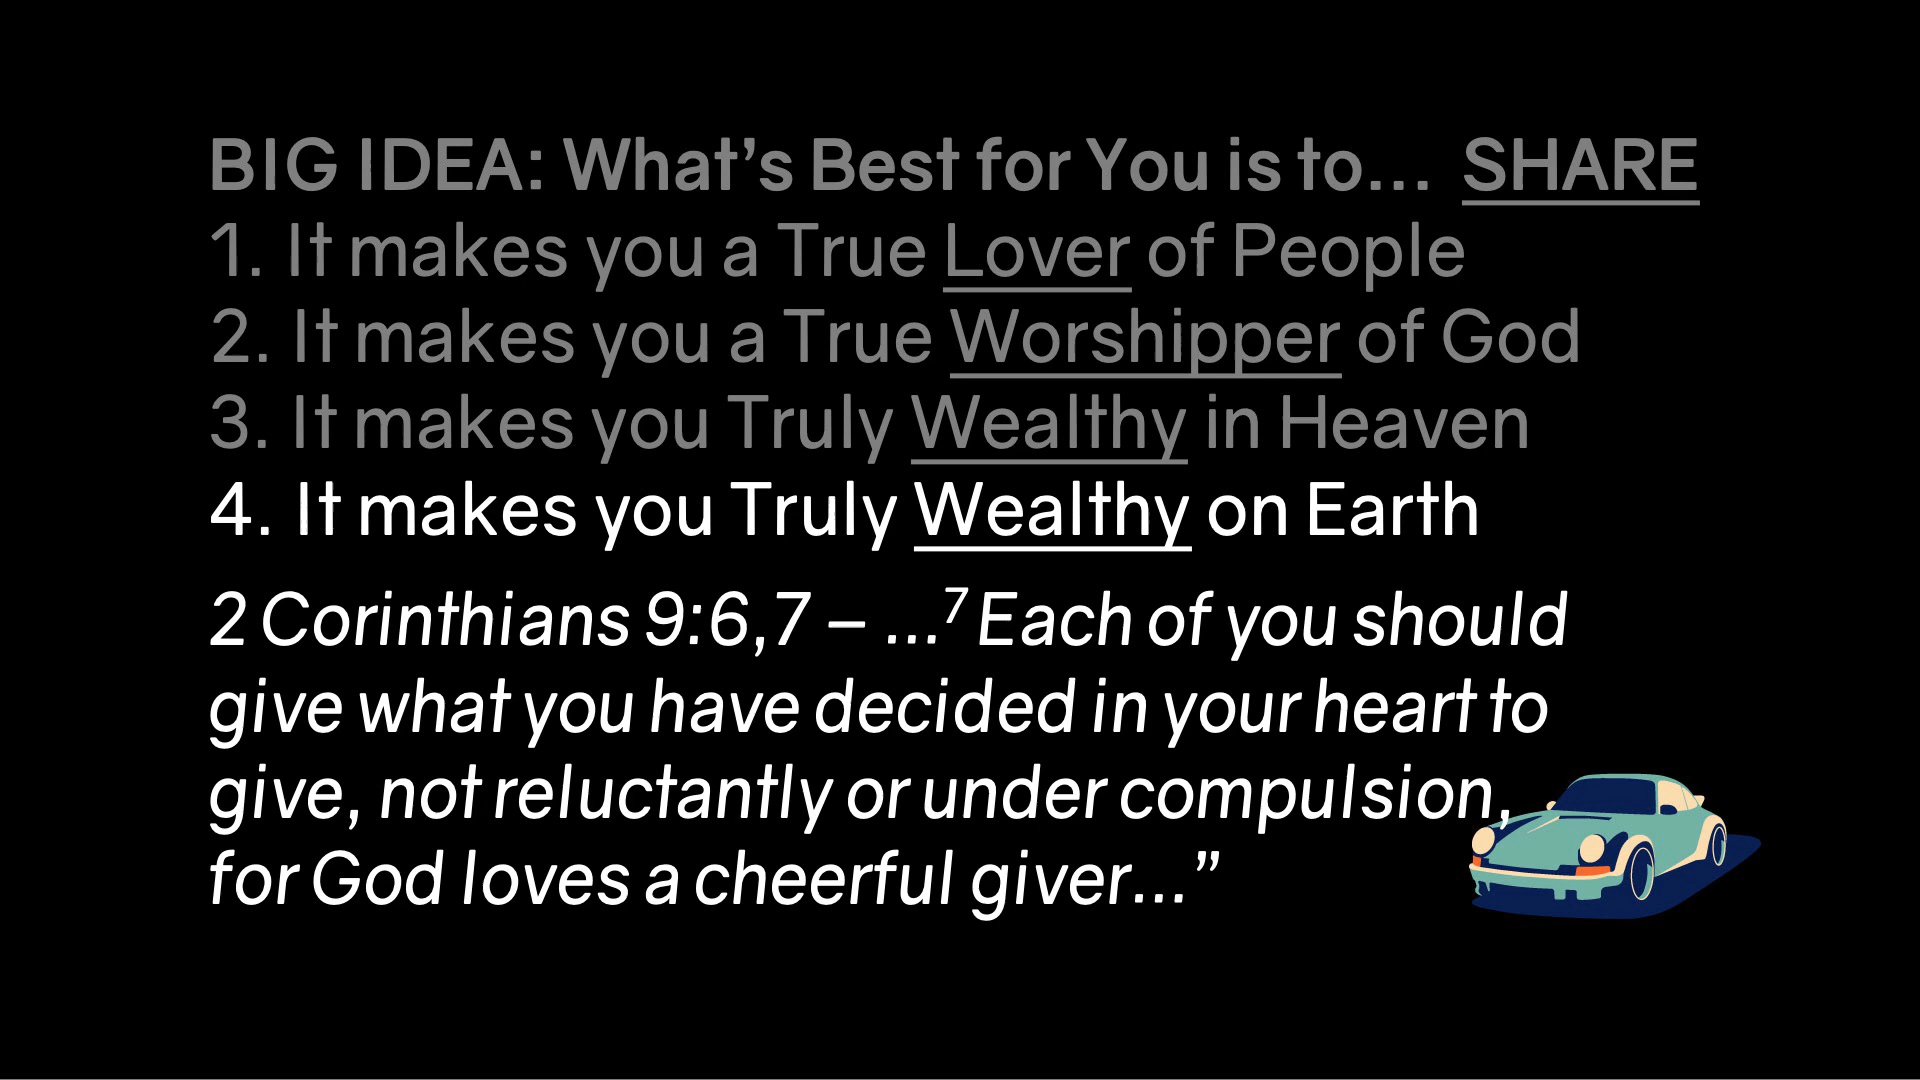 BIG IDEA: What’s Best for You is to… SHARE
1. It makes you a True Lover of People
2. It makes you a True Worshipper of God
3. It makes you Truly Wealthy in Heaven
4. It makes you Truly Wealthy on Earth
2 Corinthians 9:6,7 – …⁷ Each of you should
give what you have decided in your heart to
give, not reluctantly or under compulsion,
for God loves a cheerful giver…”